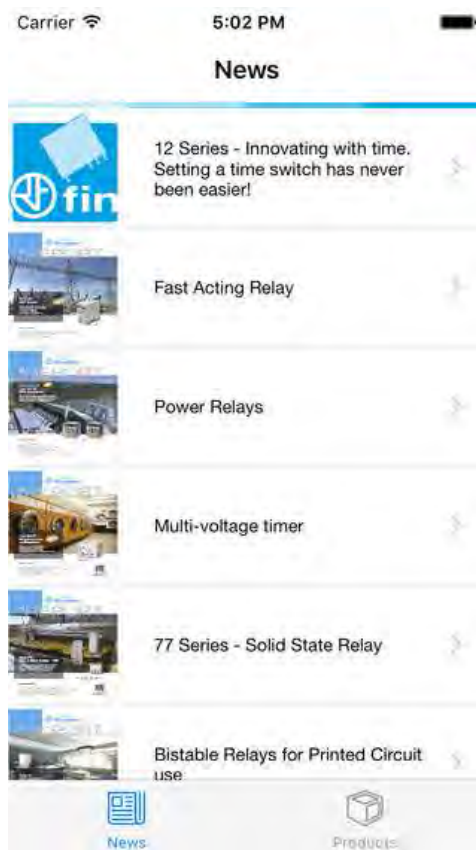 Carrier 5:02 PM
News
fin
12 Series - Innovating with time.
Setting a time switch has never
been easier!
Fast Acting Relay
Power Relays
Multi-voltage timer
77 Series - Solid State Relay
Bistable Relays for Printed Circuit
use
News Products